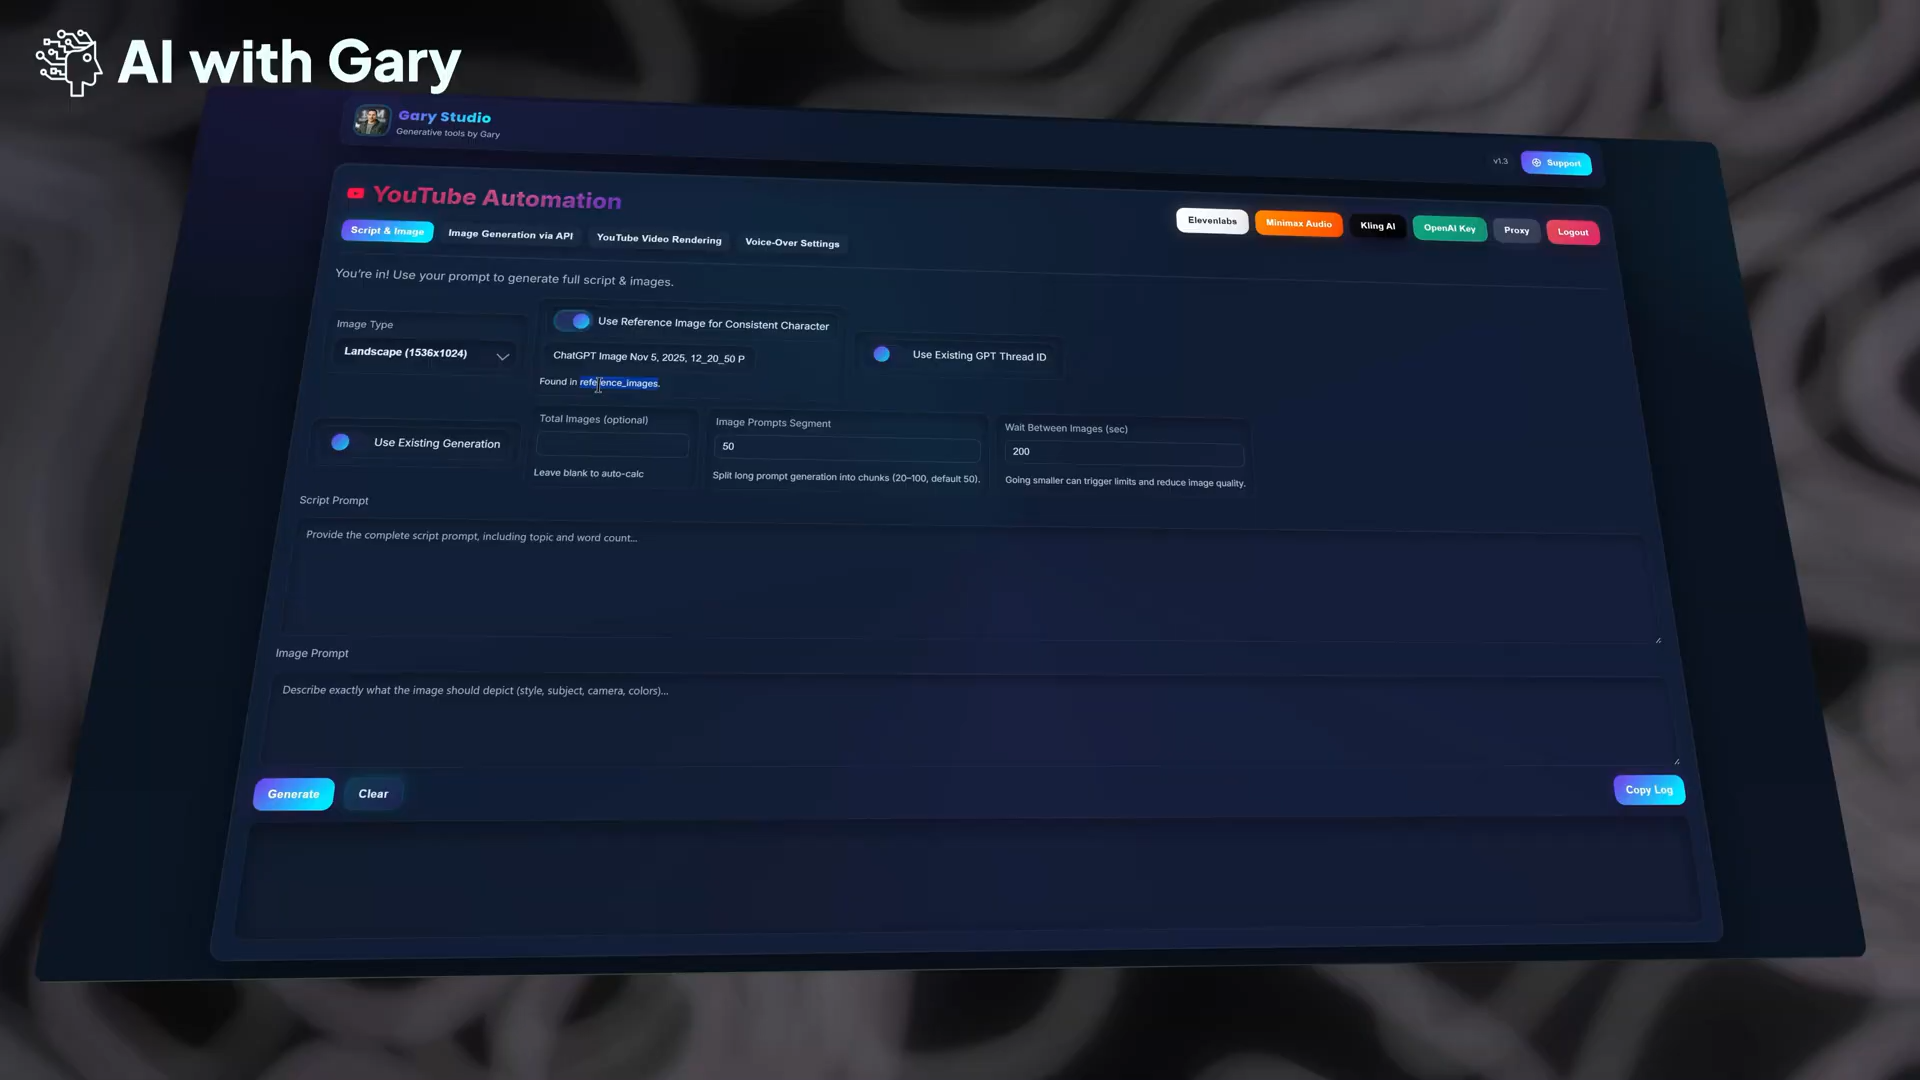 AI with Gary
Gary Studio
Generative tools by Gary
v1.3
Support
YouTube Automation
Script & Image
Image Generation via API
YouTube Video Rendering
Voice-Over Settings
Elevenlabs
Minimax Audio
Kling AI
OpenAI Key
Proxy
Logout
You're in! Use your prompt to generate full script & images.
Image Type
Landscape (1536x1024)
Use Reference Image for Consistent Character
ChatGPT Image Nov 5, 2025, 12_20_50 P
Found in reference_images.
Use Existing GPT Thread ID
Use Existing Generation
Total Images (optional)
Leave blank to auto-calc
Image Prompts Segment
50
Split long prompt generation into chunks (20–100, default 50).
Wait Between Images (sec)
200
Going smaller can trigger limits and reduce image quality.
Script Prompt
Provide the complete script prompt, including topic and word count...
Image Prompt
Describe exactly what the image should depict (style, subject, camera, colors)...
Generate
Clear
Copy Log